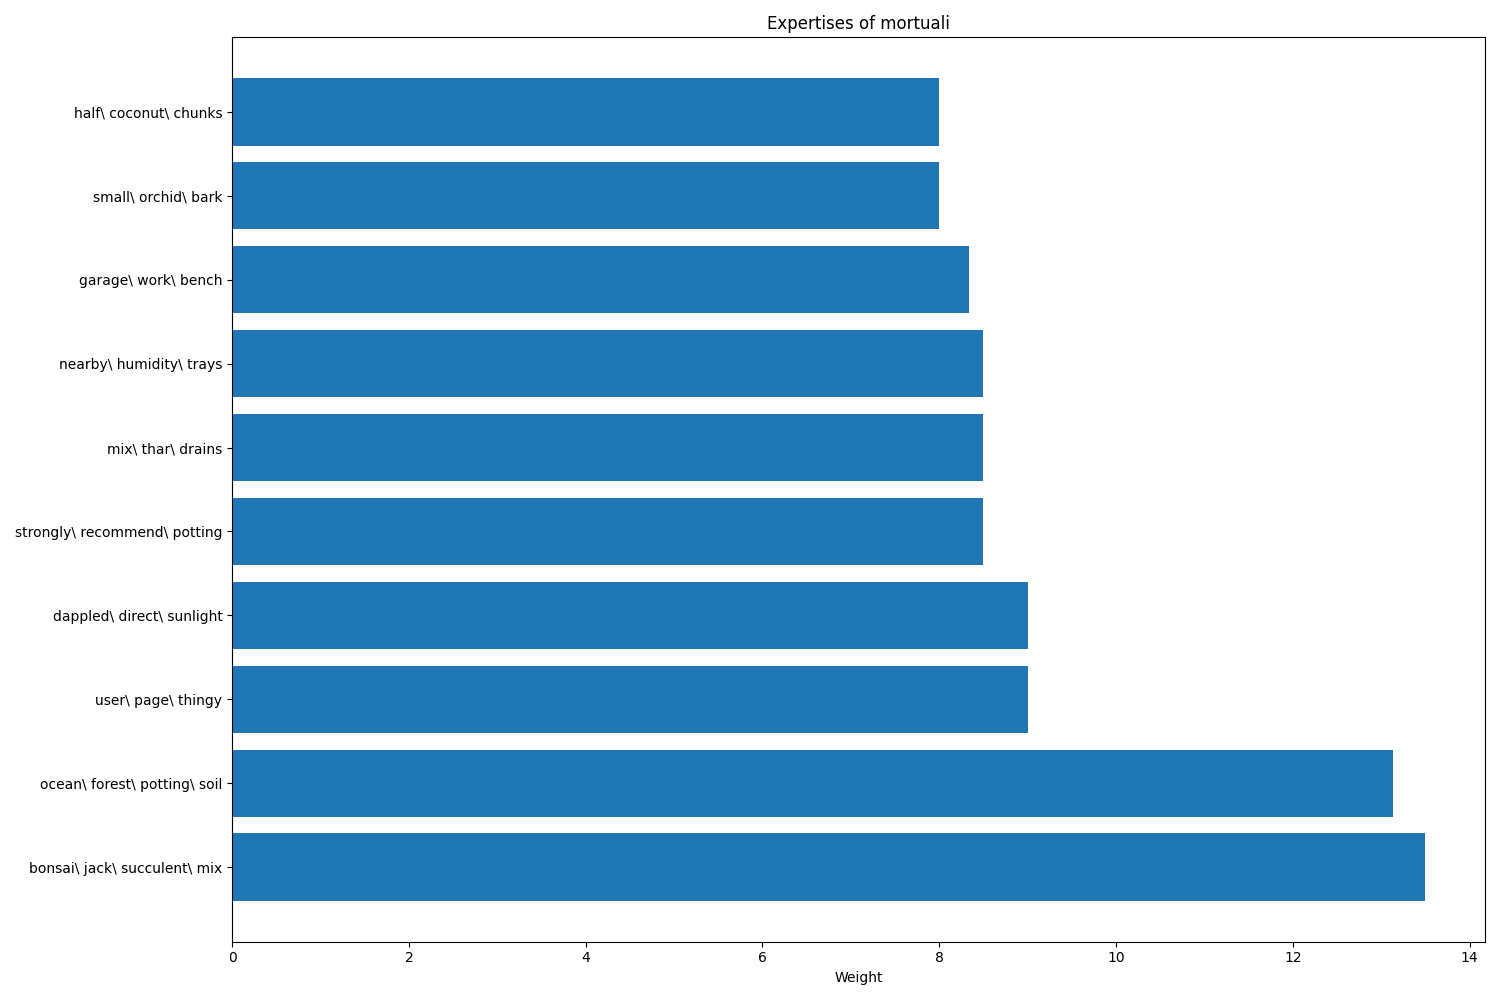 Expertises of mortuali
half\ coconut\ chunks
small\ orchid\ bark
garage\ work\ bench
nearby\ humidity\ trays
mix\ thar\ drains
strongly\ recommend\ potting
dappled\ direct\ sunlight
user\ page\ thingy
ocean\ forest\ potting\ soil
bonsai\ jack\ succulent\ mix
0 2 4 6 8 10 12 14
Weight